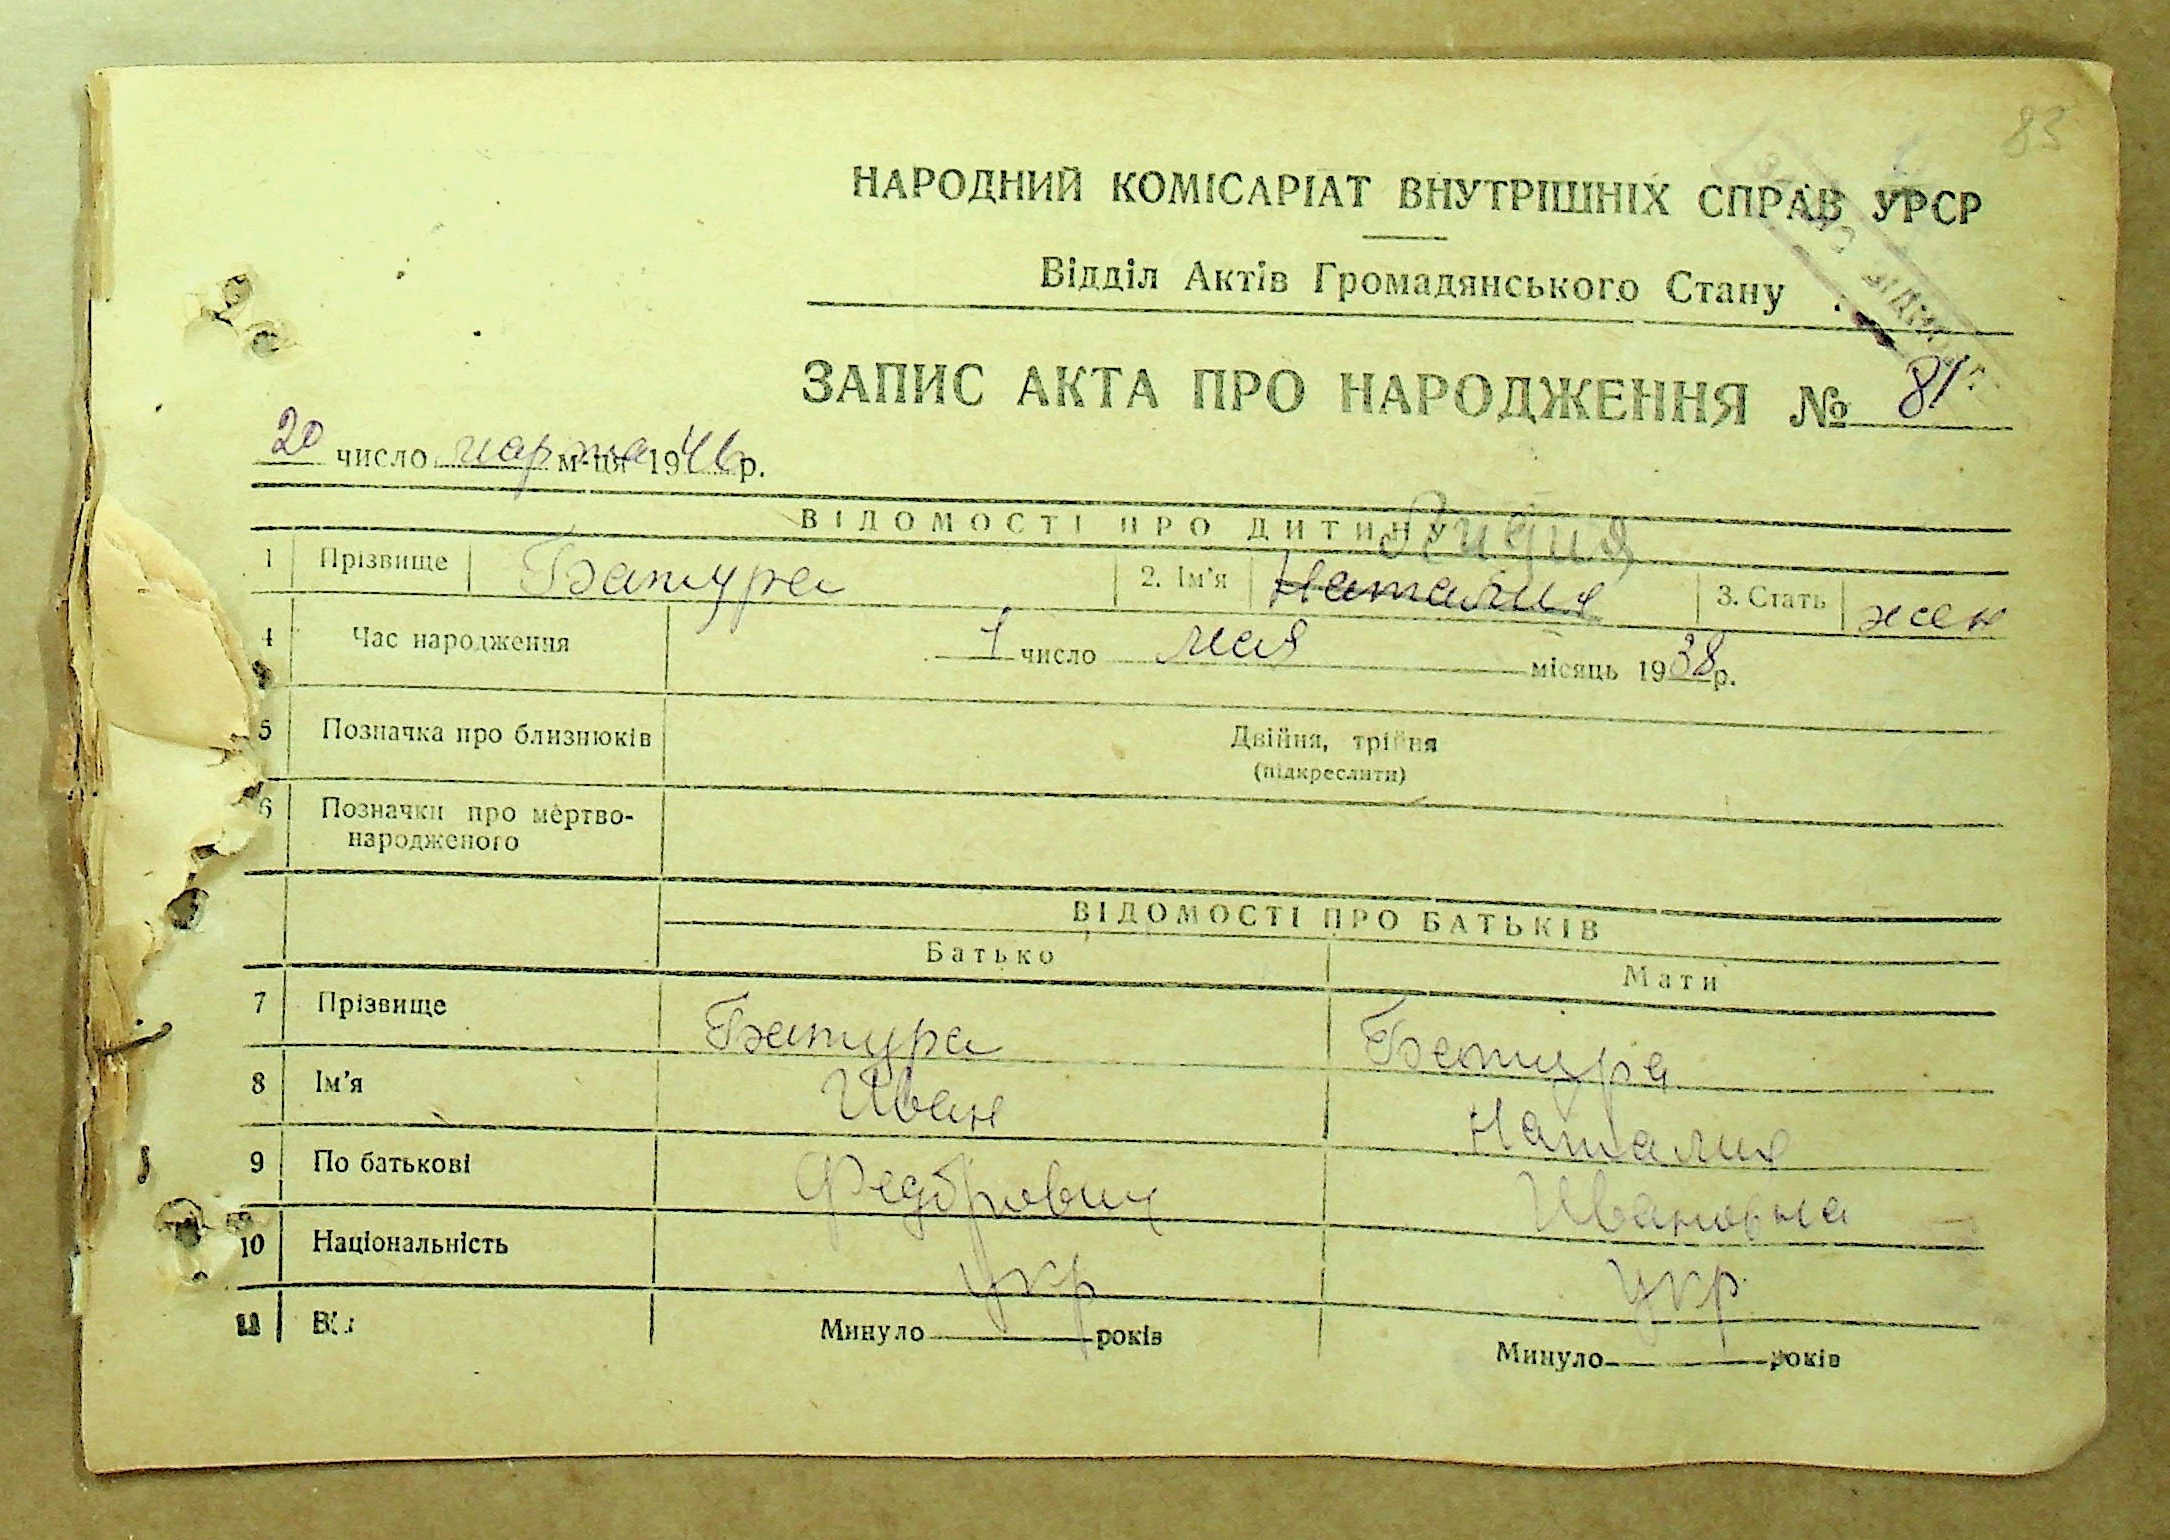 83
НАРОДНИЙ КОМІСАРІАТ ВНУТРІШНІХ СПРАВ УРСР
Відділ Актів Громадянського Стану
ЗАПИС АКТА ПРО НАРОДЖЕННЯ № 81
20 число марта м-ця 1946 р.
ВІДОМОСТІ ПРО ДИТИНУ
Лидия
1 Прізвище Батура 2. Ім'я Наталия 3. Стать жен
4 Час народження 1 число мая місяць 1938 р.
5 Позначка про близнюків Двійня, трійня
(підкреслити)
6 Позначки про мертво-
народженого
ВІДОМОСТІ ПРО БАТЬКІВ
Батько Мати
7 Прізвище Батура Батура
8 Ім'я Иван Наталия
9 По батькові Федорович Ивановна
10 Національність укр укр
11 Вік Минуло років Минуло років